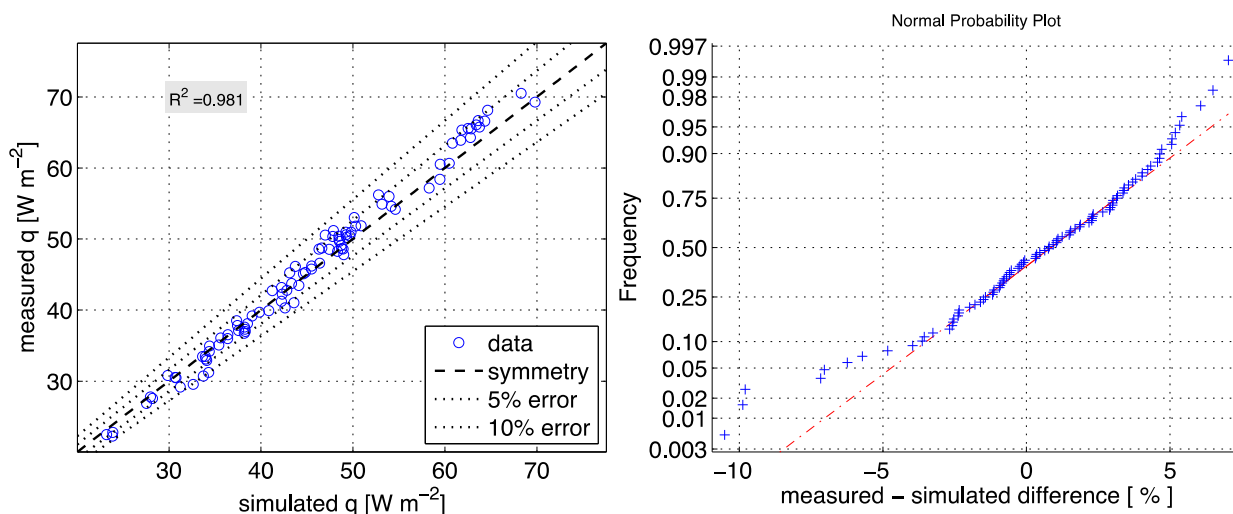 R² =0.981
70
60
50
40
30
measured q [W m⁻²]
30 40 50 60 70
simulated q [W m⁻²]
data
symmetry
5% error
10% error
Normal Probability Plot
0.997
0.99
0.98
0.95
0.90
0.75
0.50
0.25
0.10
0.05
0.02
0.01
0.003
Frequency
−10 −5 0 5
measured − simulated difference [ % ]